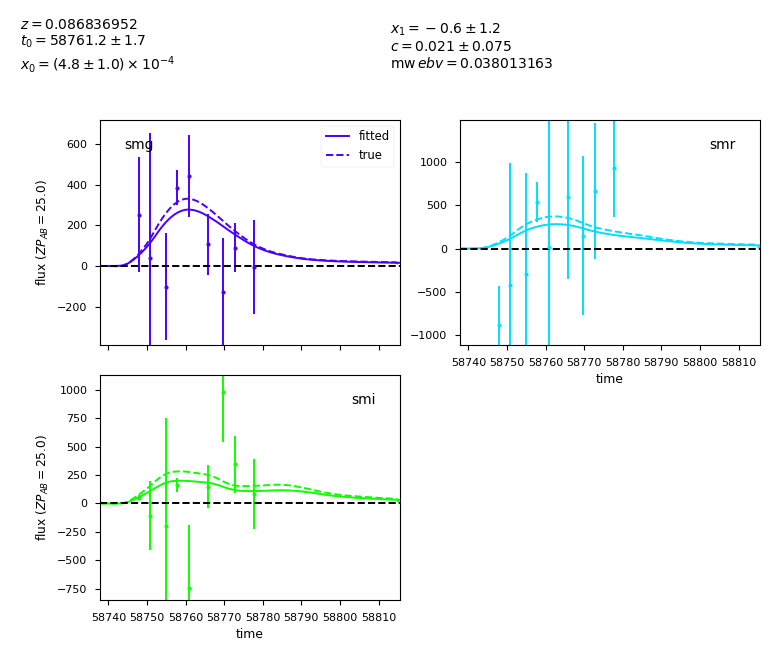 z = 0.086836952
t0 = 58761.2 ± 1.7
x0 = (4.8 ± 1.0) × 10^−4
x1 = −0.6 ± 1.2
c = 0.021 ± 0.075
mwebv = 0.038013163
smg
fitted
true
600
400
200
0
−200
flux (ZP_AB = 25.0)
smr
1000
500
0
−500
−1000
58740 58750 58760 58770 58780 58790 58800 58810
time
smi
1000
750
500
250
0
−250
−500
−750
flux (ZP_AB = 25.0)
58740 58750 58760 58770 58780 58790 58800 58810
time